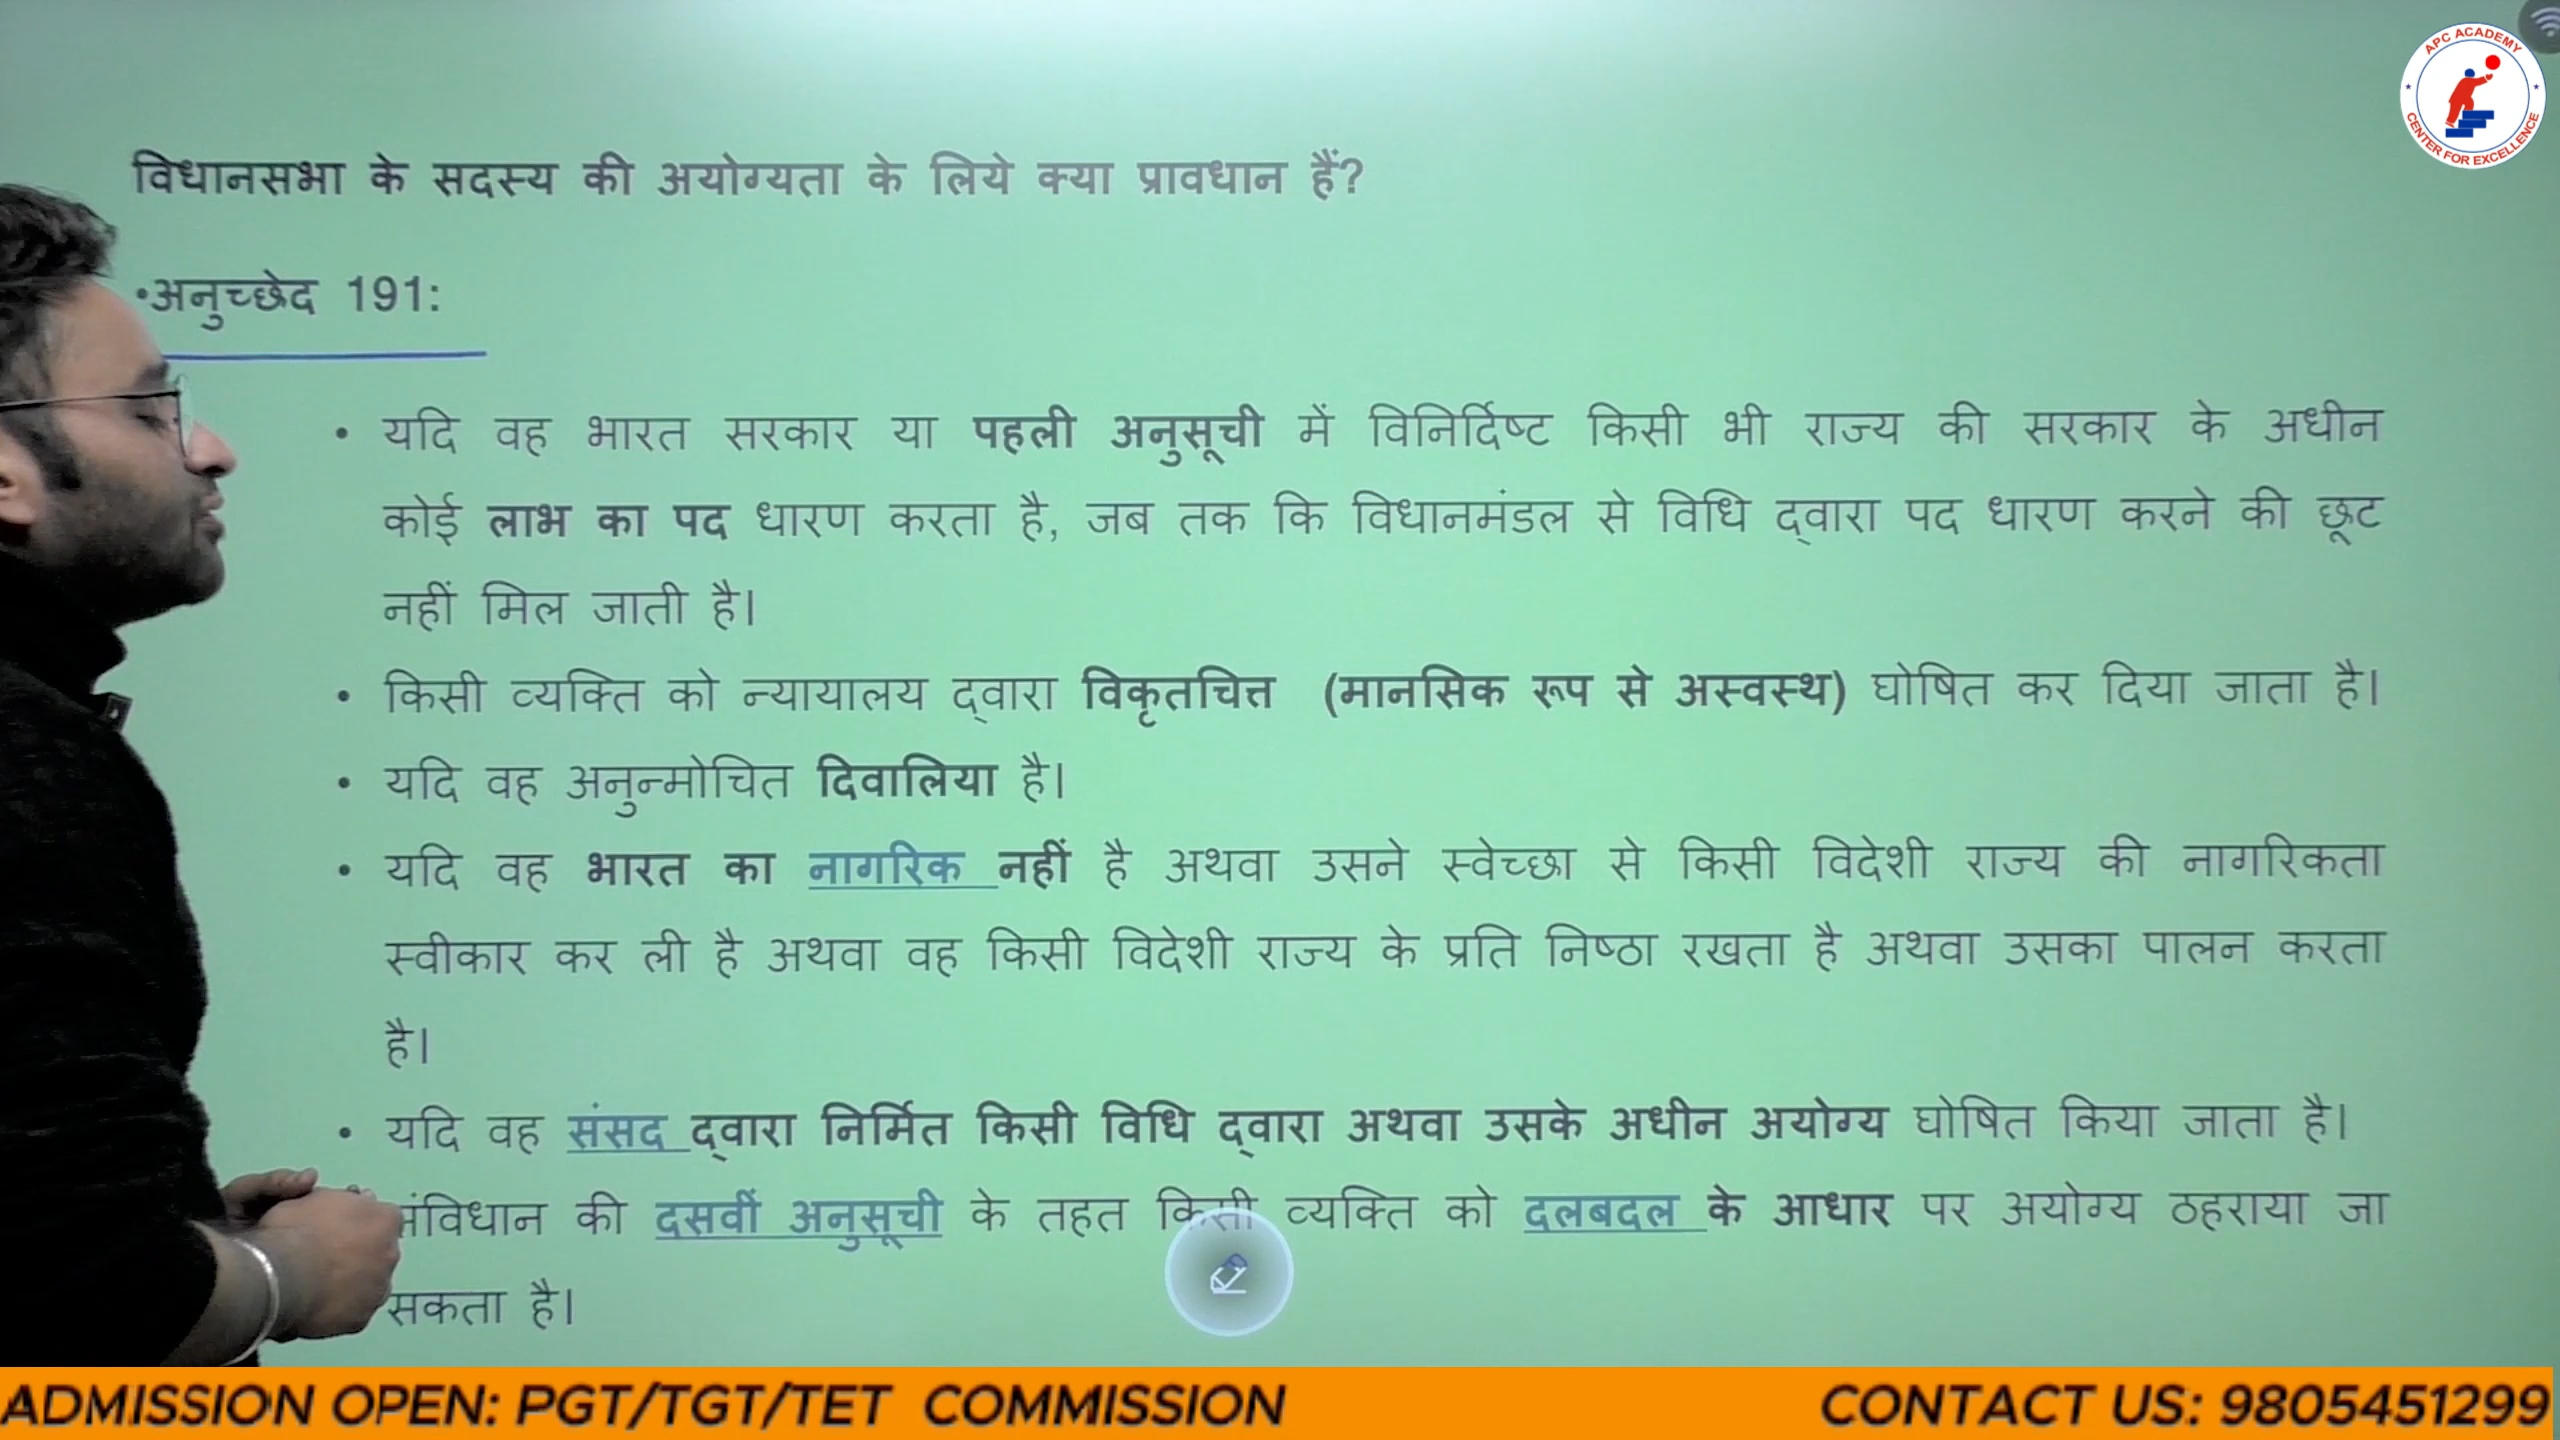 APC ACADEMY
CENTER FOR EXCELLENCE
विधानसभा के सदस्य की अयोग्यता के लिये क्या प्रावधान हैं?
•अनुच्छेद 191:
• यदि वह भारत सरकार या पहली अनुसूची में विनिर्दिष्ट किसी भी राज्य की सरकार के अधीन
कोई लाभ का पद धारण करता है, जब तक कि विधानमंडल से विधि द्वारा पद धारण करने की छूट
नहीं मिल जाती है।
• किसी व्यक्ति को न्यायालय द्वारा विकृतचित्त (मानसिक रूप से अस्वस्थ) घोषित कर दिया जाता है।
• यदि वह अनुन्मोचित दिवालिया है।
• यदि वह भारत का नागरिक नहीं है अथवा उसने स्वेच्छा से किसी विदेशी राज्य की नागरिकता
स्वीकार कर ली है अथवा वह किसी विदेशी राज्य के प्रति निष्ठा रखता है अथवा उसका पालन करता
है।
• यदि वह संसद द्वारा निर्मित किसी विधि द्वारा अथवा उसके अधीन अयोग्य घोषित किया जाता है।
संविधान की दसवीं अनुसूची के तहत किसी व्यक्ति को दलबदल के आधार पर अयोग्य ठहराया जा
सकता है।
ADMISSION OPEN: PGT/TGT/TET COMMISSION
CONTACT US: 9805451299